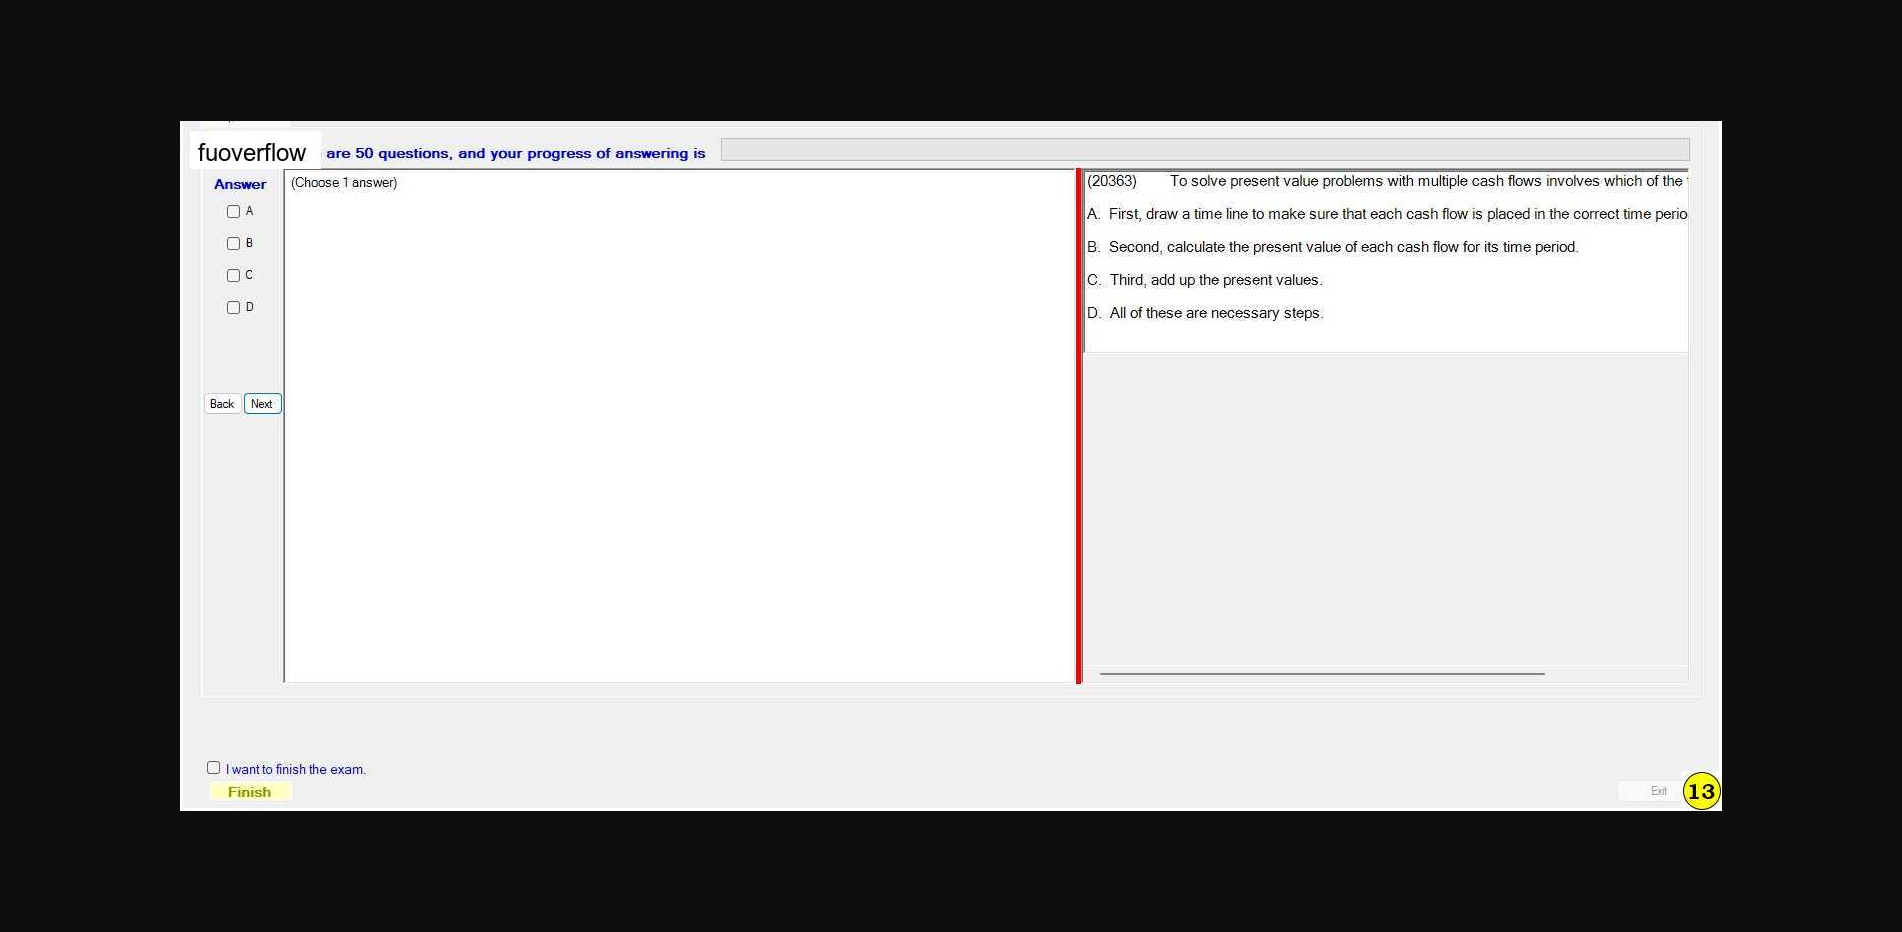 fuoverflow are 50 questions, and your progress of answering is
Answer
(Choose 1 answer)
A
B
C
D
Back Next
(20363) To solve present value problems with multiple cash flows involves which of the
A. First, draw a time line to make sure that each cash flow is placed in the correct time perio
B. Second, calculate the present value of each cash flow for its time period.
C. Third, add up the present values.
D. All of these are necessary steps.
I want to finish the exam.
Finish
Exit
13